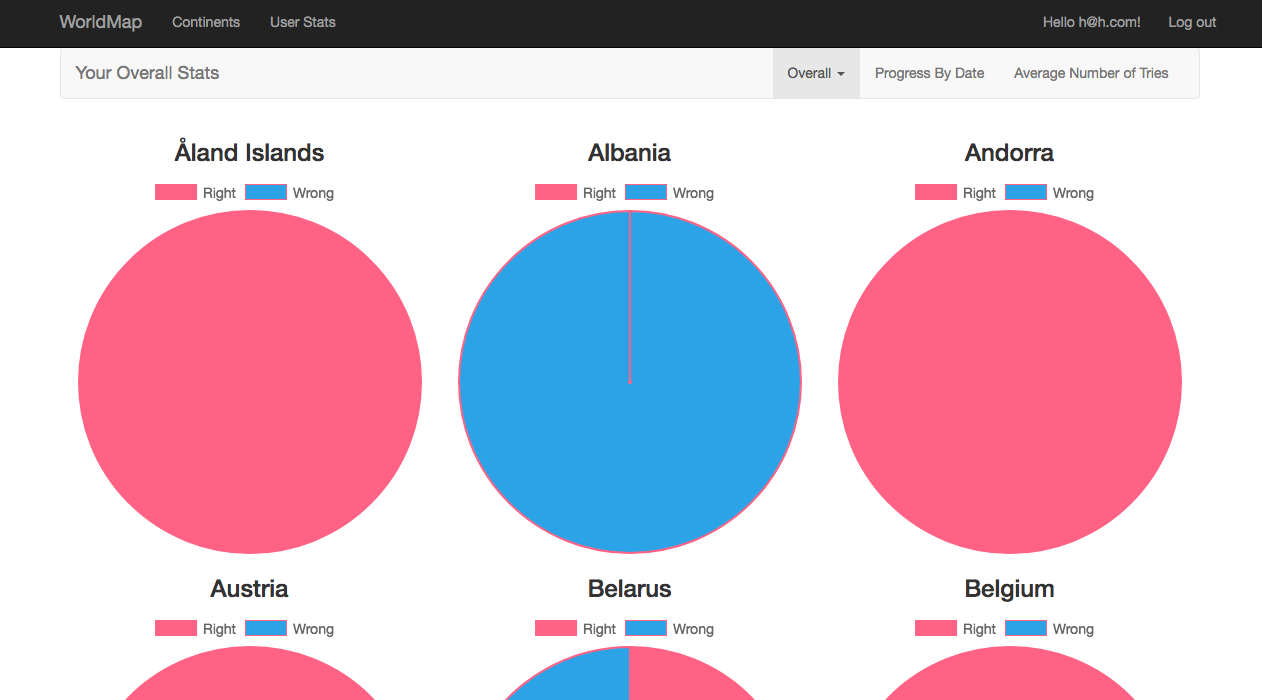 WorldMap Continents User Stats Hello h@h.com! Log out
Your Overall Stats Overall Progress By Date Average Number of Tries
Åland Islands Albania Andorra
Right Wrong Right Wrong Right Wrong
Austria Belarus Belgium
Right Wrong Right Wrong Right Wrong